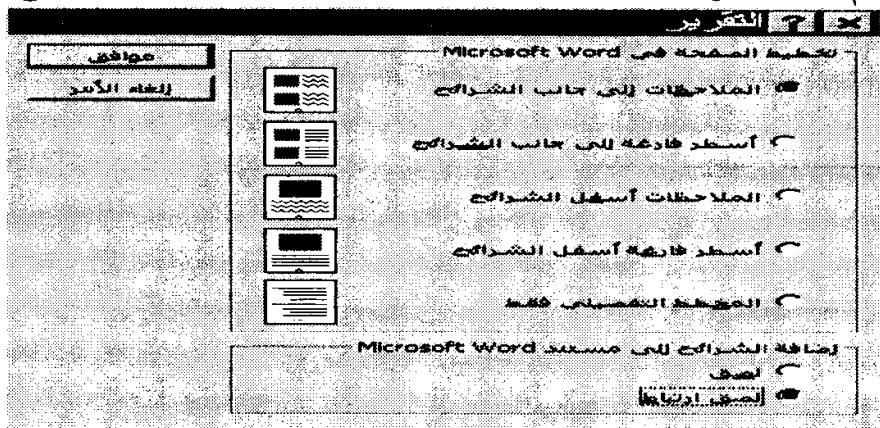 التقرير
موافق
إلغاء الأمر
تخطيط الصفحة في Microsoft Word
الملاحظات إلى جانب الشرائح
أسطر فارغة إلى جانب الشرائح
الملاحظات أسفل الشرائح
أسطر فارغة أسفل الشرائح
المخطط التفصيلي فقط
إضافة الشرائح إلى مستند Microsoft Word
لصق
لصق ارتباط